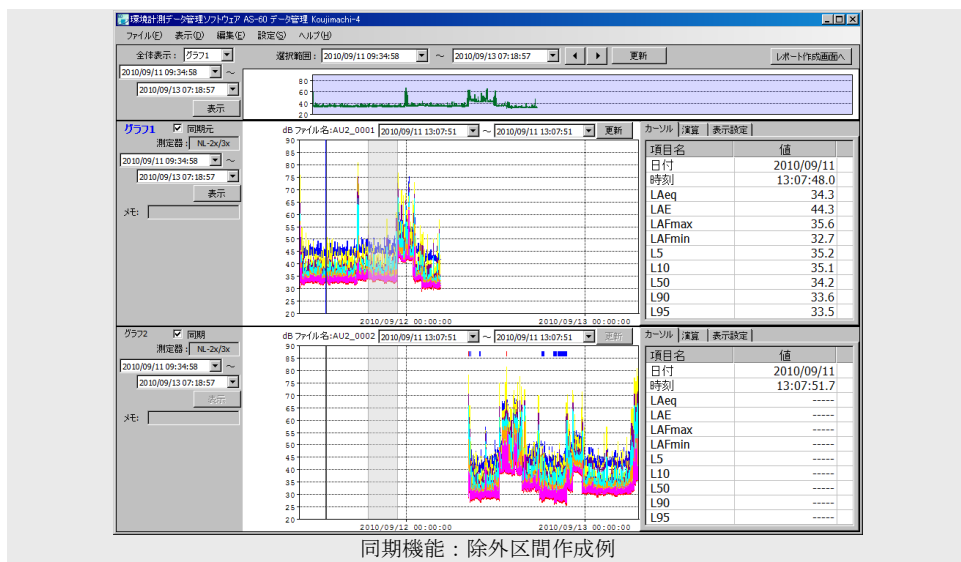 環境計測データ管理ソフトウェア AS-60 データ管理 Koujimachi-4
ファイル(F) 表示(D) 編集(E) 設定(S) ヘルプ(H)
全体表示： グラフ1 選択範囲： 2010/09/11 09:34:58 ～ 2010/09/13 07:18:57 更新 レポート作成画面へ
2010/09/11 09:34:58 ～
2010/09/13 07:18:57
表示
80
60
40
20
グラフ1 同期元
測定器： NL-2x/3x
2010/09/11 09:34:58 ～
2010/09/13 07:18:57
表示
メモ:
dB ファイル名:AU2_0001 2010/09/11 13:07:51 ～ 2010/09/11 13:07:51 更新
90
85
80
75
70
65
60
55
50
45
40
35
30
25
20
2010/09/12 00:00:00 2010/09/13 00:00:00
カーソル 演算 表示設定
項目名 値
日付 2010/09/11
時刻 13:07:48.0
LAeq 34.3
LAE 44.3
LAFmax 35.6
LAFmin 32.7
L5 35.2
L10 35.1
L50 34.2
L90 33.6
L95 33.5
グラフ2 同期
測定器： NL-2x/3x
2010/09/11 09:34:58 ～
2010/09/13 07:18:57
表示
メモ:
dB ファイル名:AU2_0002 2010/09/11 13:07:51 ～ 2010/09/11 13:07:51 更新
90
85
80
75
70
65
60
55
50
45
40
35
30
25
20
2010/09/12 00:00:00 2010/09/13 00:00:00
カーソル 演算 表示設定
項目名 値
日付 2010/09/11
時刻 13:07:51.7
LAeq -----
LAE -----
LAFmax -----
LAFmin -----
L5 -----
L10 -----
L50 -----
L90 -----
L95 -----
同期機能：除外区間作成例